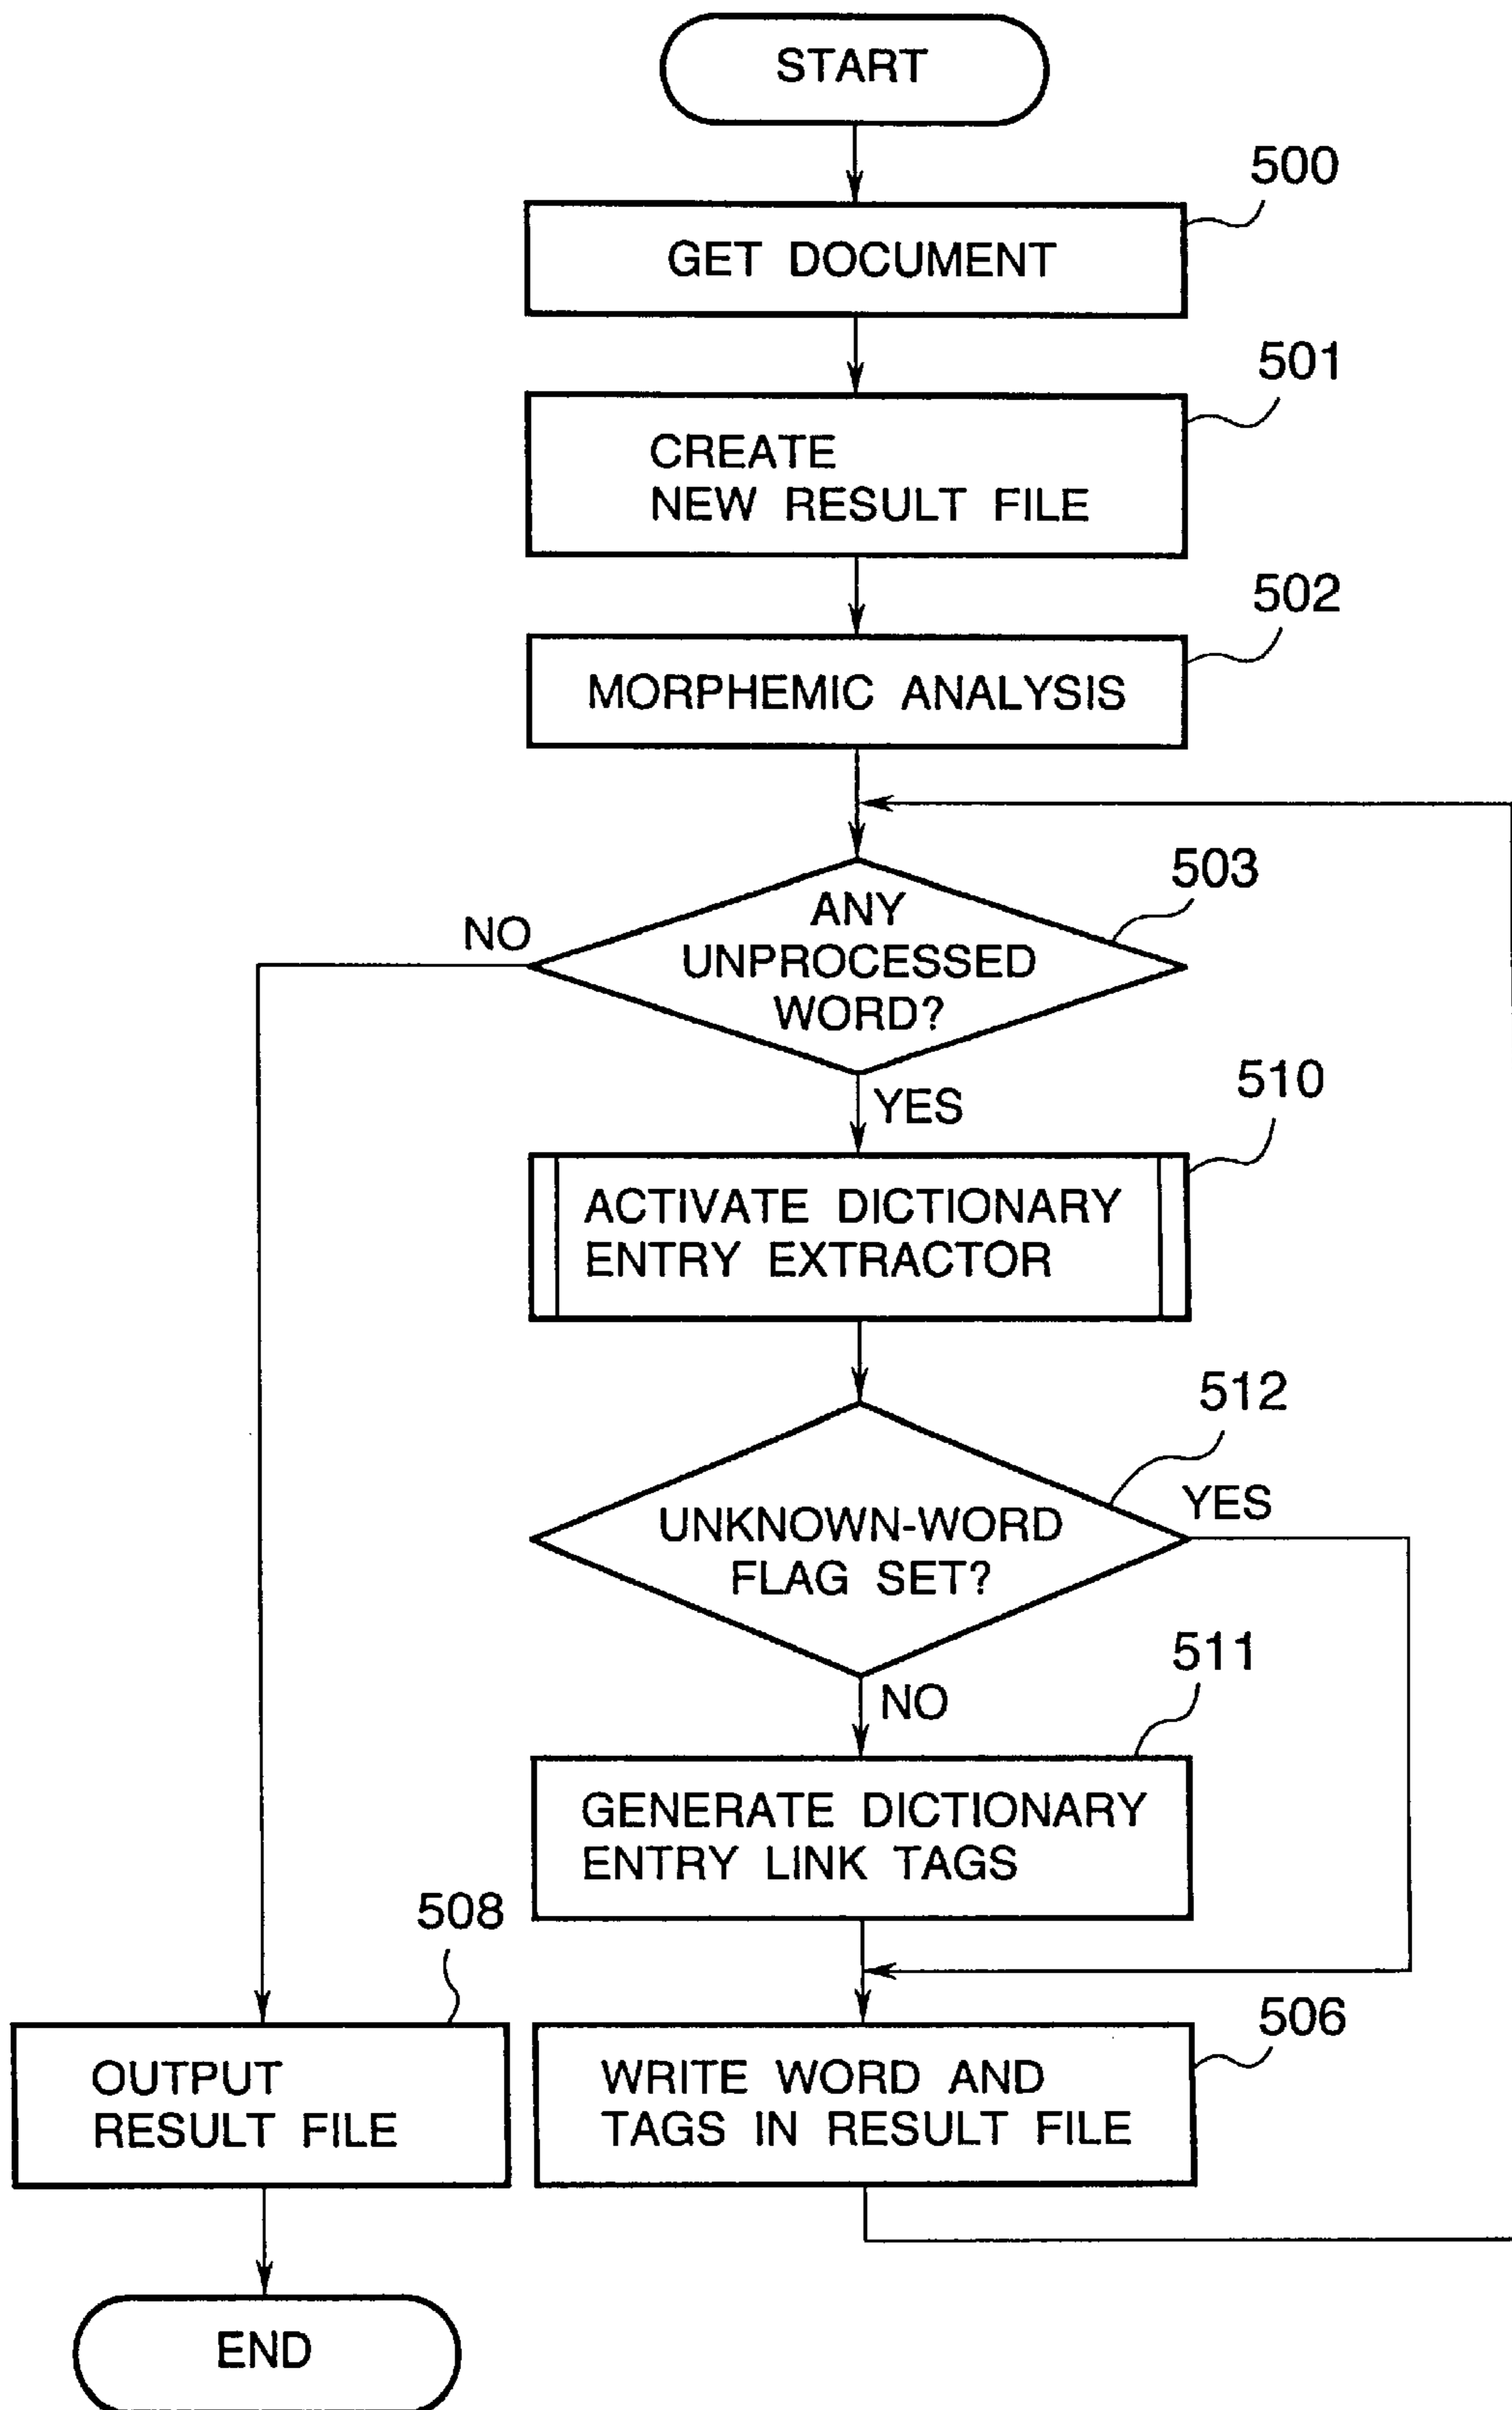 START
500
GET DOCUMENT
501
CREATE
NEW RESULT FILE
502
MORPHEMIC ANALYSIS
503
NO
ANY
UNPROCESSED
WORD?
YES
510
ACTIVATE DICTIONARY
ENTRY EXTRACTOR
512
YES
UNKNOWN-WORD
FLAG SET?
511
NO
GENERATE DICTIONARY
ENTRY LINK TAGS
508
506
OUTPUT
RESULT FILE
WRITE WORD AND
TAGS IN RESULT FILE
END